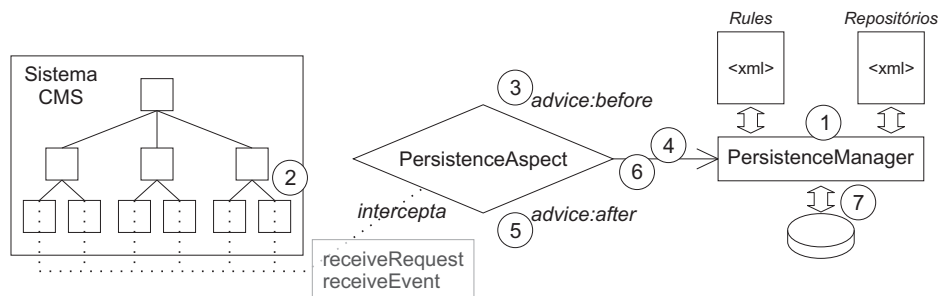 Rules
Repositórios
Sistema
CMS
<xml>
<xml>
3
advice:before
1
4
PersistenceAspect
PersistenceManager
2
6
7
intercepta
5
advice:after
receiveRequest
receiveEvent